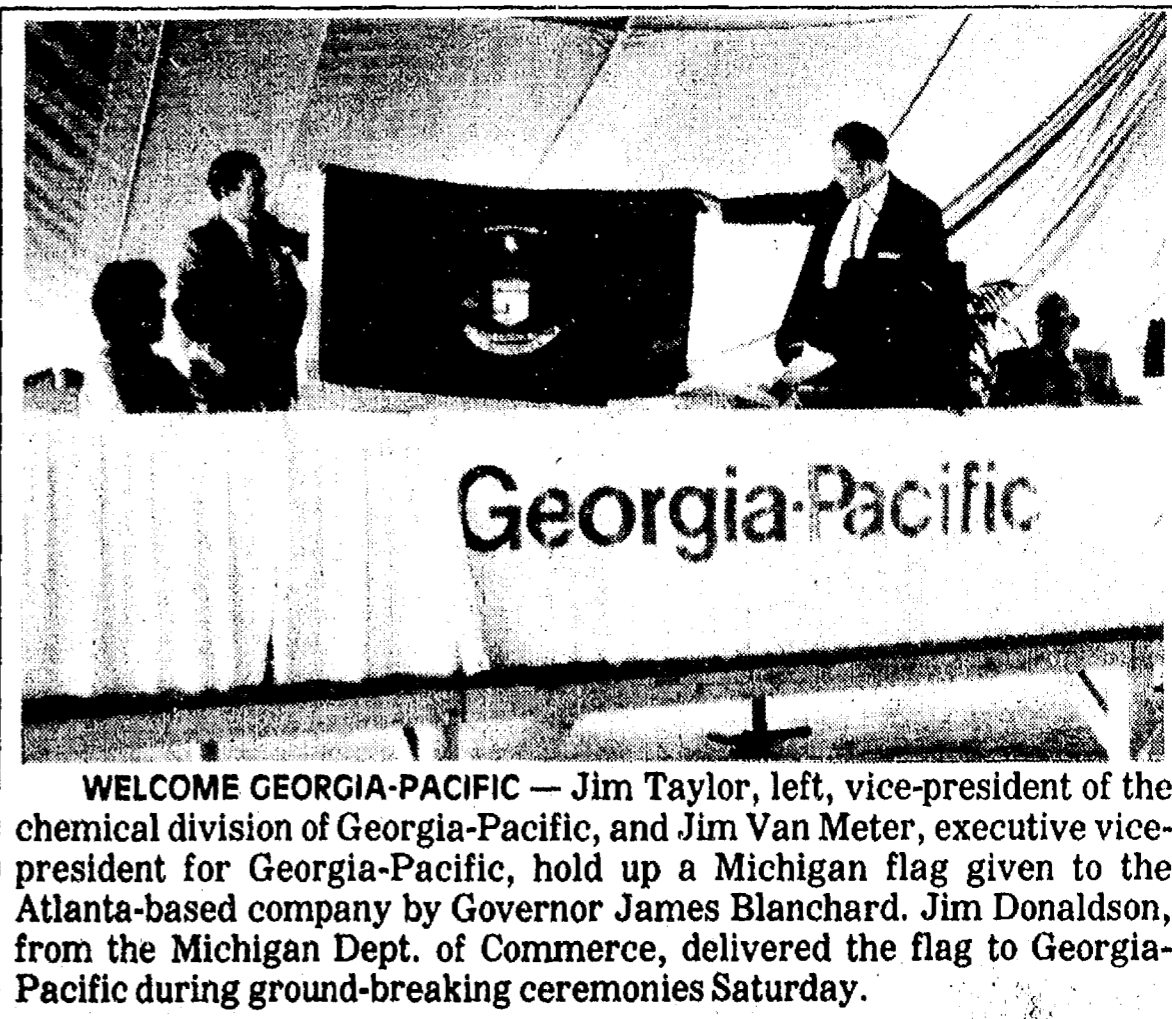 Georgia-Pacific
WELCOME GEORGIA-PACIFIC — Jim Taylor, left, vice-president of the
chemical division of Georgia-Pacific, and Jim Van Meter, executive vice-
president for Georgia-Pacific, hold up a Michigan flag given to the
Atlanta-based company by Governor James Blanchard. Jim Donaldson,
from the Michigan Dept. of Commerce, delivered the flag to Georgia-
Pacific during ground-breaking ceremonies Saturday.